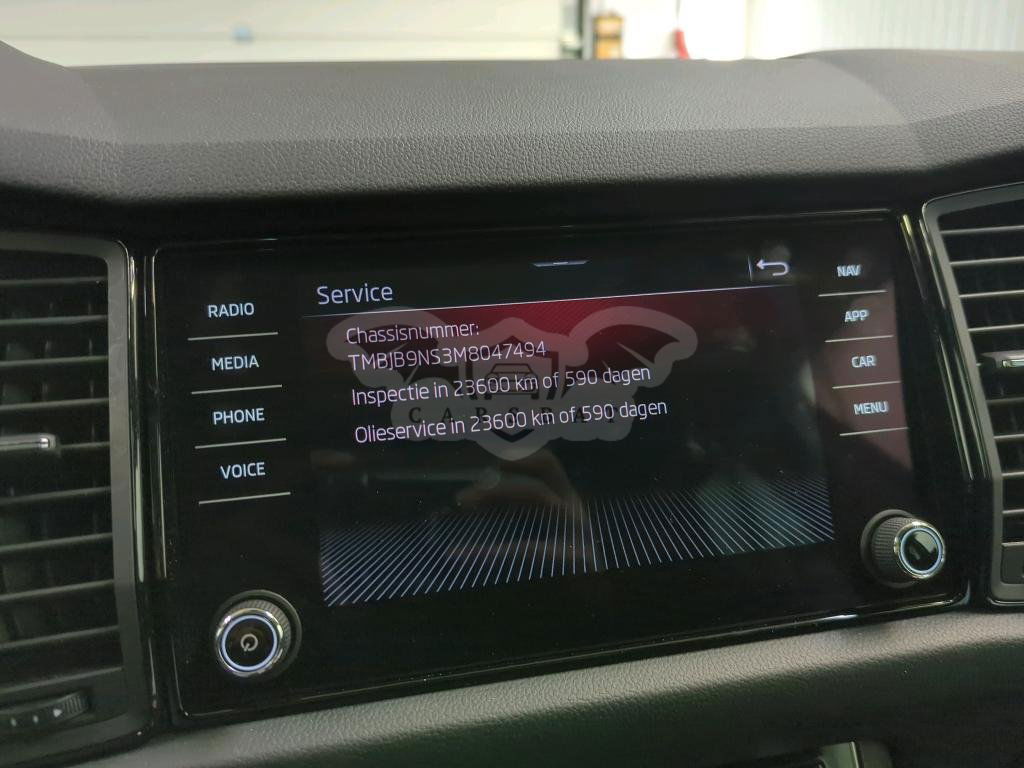 Service
Chassisnummer:
TMBJB9NS3M8047494
Inspectie in 23600 km of 590 dagen
Olieservice in 23600 km of 590 dagen
RADIO
MEDIA
PHONE
VOICE
NAV
APP
CAR
MENU